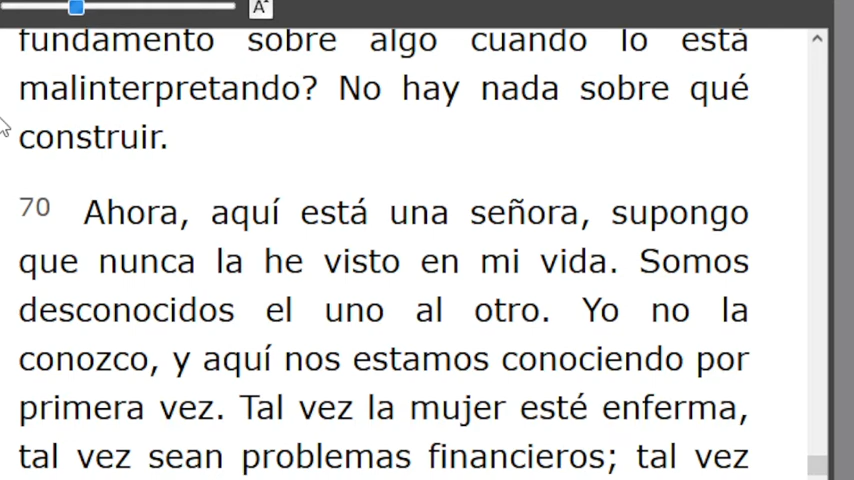 A
fundamento sobre algo cuando lo está
malinterpretando? No hay nada sobre qué
construir.
70 Ahora, aquí está una señora, supongo
que nunca la he visto en mi vida. Somos
desconocidos el uno al otro. Yo no la
conozco, y aquí nos estamos conociendo por
primera vez. Tal vez la mujer esté enferma,
tal vez sean problemas financieros; tal vez